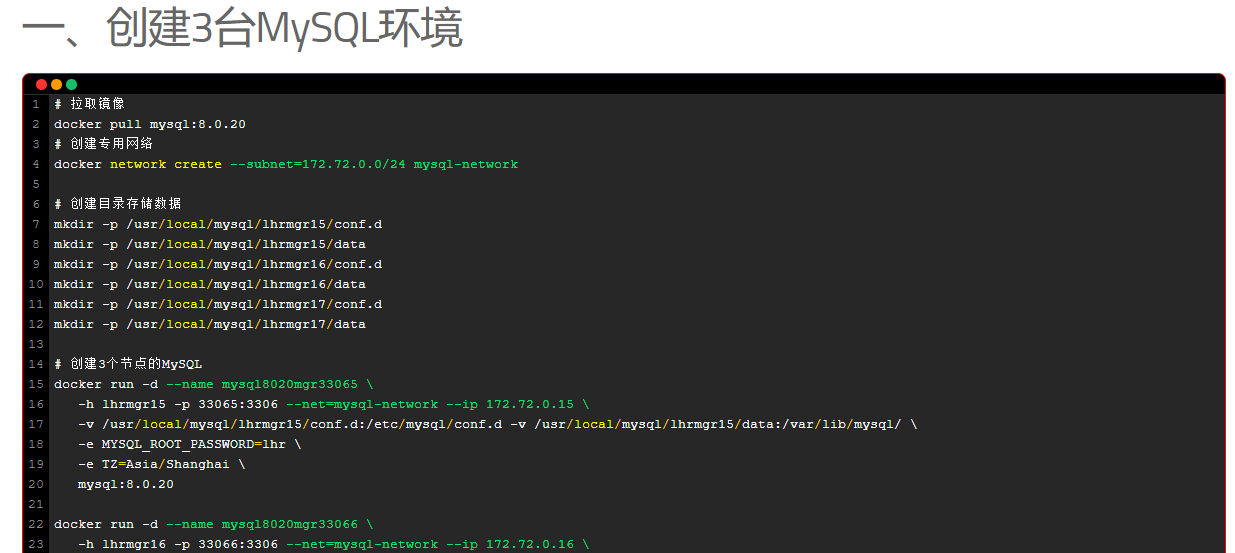 一、创建3台MySQL环境
1 # 拉取镜像
2 docker pull mysql:8.0.20
3 # 创建专用网络
4 docker network create --subnet=172.72.0.0/24 mysql-network
5
6 # 创建目录存储数据
7 mkdir -p /usr/local/mysql/lhrmgr15/conf.d
8 mkdir -p /usr/local/mysql/lhrmgr15/data
9 mkdir -p /usr/local/mysql/lhrmgr16/conf.d
10 mkdir -p /usr/local/mysql/lhrmgr16/data
11 mkdir -p /usr/local/mysql/lhrmgr17/conf.d
12 mkdir -p /usr/local/mysql/lhrmgr17/data
13
14 # 创建3个节点的MySQL
15 docker run -d --name mysql8020mgr33065 \
16 -h lhrmgr15 -p 33065:3306 --net=mysql-network --ip 172.72.0.15 \
17 -v /usr/local/mysql/lhrmgr15/conf.d:/etc/mysql/conf.d -v /usr/local/mysql/lhrmgr15/data:/var/lib/mysql/ \
18 -e MYSQL_ROOT_PASSWORD=lhr \
19 -e TZ=Asia/Shanghai \
20 mysql:8.0.20
21
22 docker run -d --name mysql8020mgr33066 \
23 -h lhrmgr16 -p 33066:3306 --net=mysql-network --ip 172.72.0.16 \